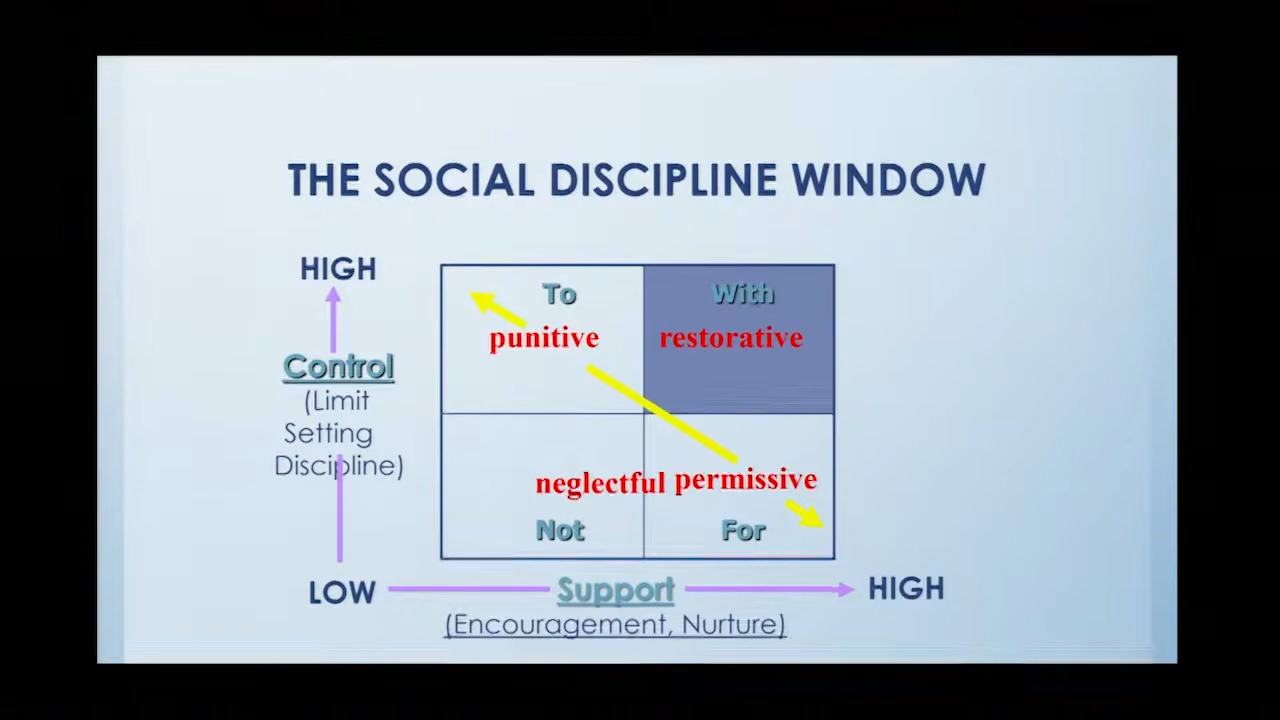 THE SOCIAL DISCIPLINE WINDOW
HIGH
To
With
punitive
restorative
Control
(Limit
Setting
Discipline)
neglectful
permissive
Not
For
LOW
Support
HIGH
(Encouragement, Nurture)